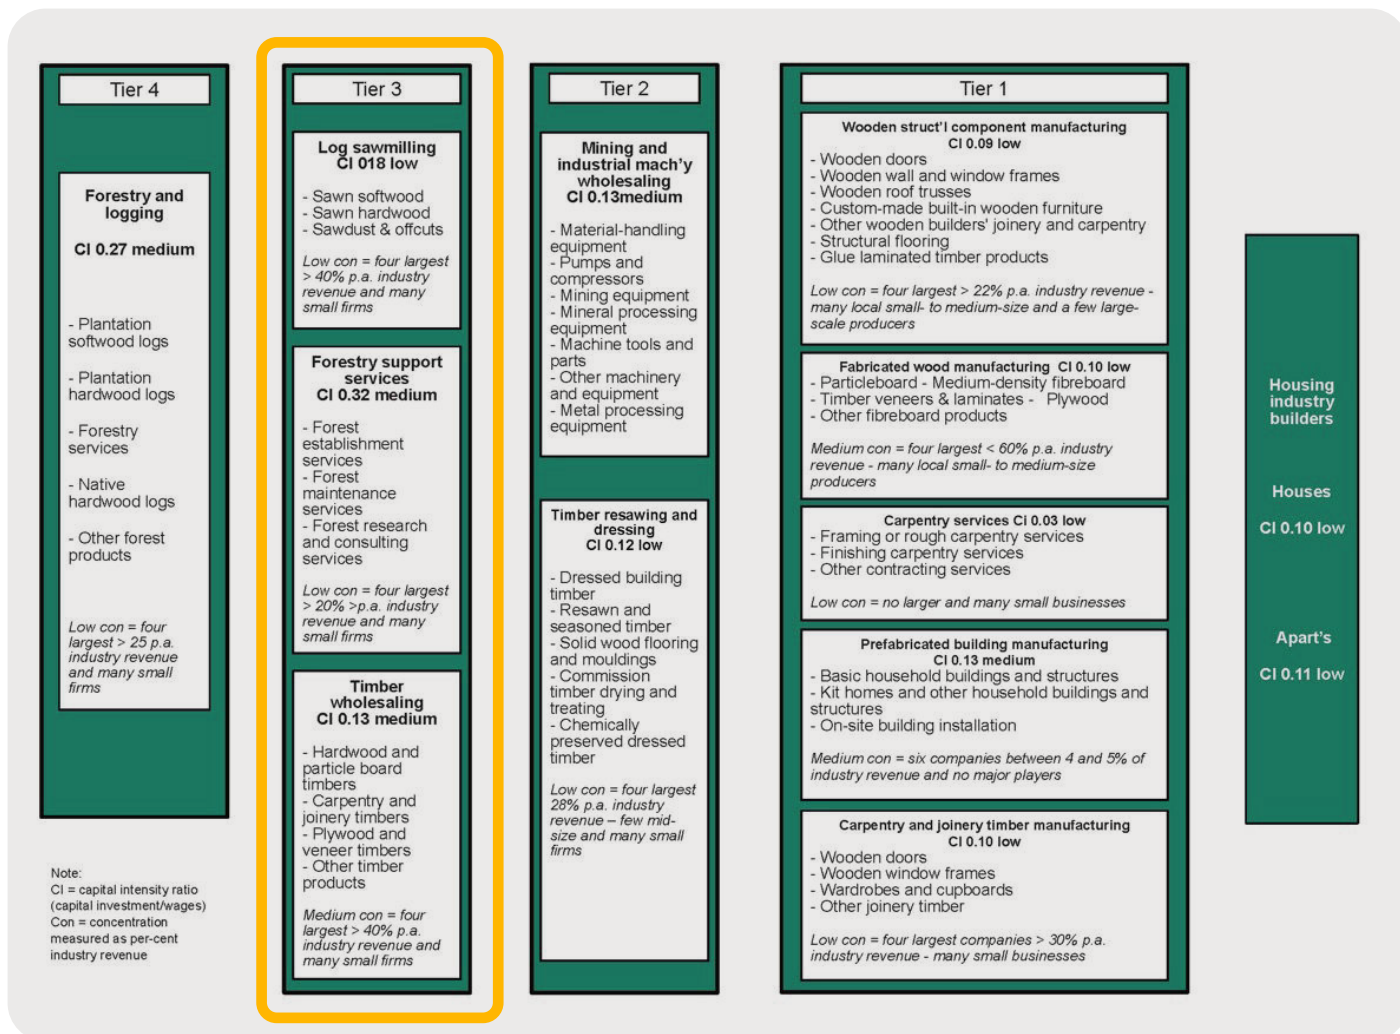 Tier 4
Forestry and
logging
CI 0.27 medium
- Plantation
softwood logs
- Plantation
hardwood logs
- Forestry
services
- Native
hardwood logs
- Other forest
products
Low con = four
largest > 25 p.a.
industry revenue
and many small
firms
Note:
CI = capital intensity ratio
(capital investment/wages)
Con = concentration
measured as per-cent
industry revenue
Tier 3
Log sawmilling
CI 018 low
- Sawn softwood
- Sawn hardwood
- Sawdust & offcuts
Low con = four largest
> 40% p.a. industry
revenue and many
small firms
Forestry support
services
CI 0.32 medium
- Forest
establishment
services
- Forest
maintenance
services
- Forest research
and consulting
services
Low con = four largest
> 20% >p.a. industry
revenue and many
small firms
Timber
wholesaling
CI 0.13 medium
- Hardwood and
particle board
timbers
- Carpentry and
joinery timbers
- Plywood and
veneer timbers
- Other timber
products
Medium con = four
largest > 40% p.a.
industry revenue and
many small firms
Tier 2
Mining and
industrial mach'y
wholesaling
CI 0.13medium
- Material-handling
equipment
- Pumps and
compressors
- Mining equipment
- Mineral processing
equipment
- Machine tools and
parts
- Other machinery
and equipment
- Metal processing
equipment
Timber resawing and
dressing
CI 0.12 low
- Dressed building
timber
- Resawn and
seasoned timber
- Solid wood flooring
and mouldings
- Commission
timber drying and
treating
- Chemically
preserved dressed
timber
Low con = four largest
28% p.a. industry
revenue – few mid-
size and many small
firms
Tier 1
Wooden struct'l component manufacturing
CI 0.09 low
- Wooden doors
- Wooden wall and window frames
- Wooden roof trusses
- Custom-made built-in wooden furniture
- Other wooden builders' joinery and carpentry
- Structural flooring
- Glue laminated timber products
Low con = four largest > 22% p.a. industry revenue -
many local small- to medium-size and a few large-
scale producers
Fabricated wood manufacturing CI 0.10 low
- Particleboard - Medium-density fibreboard
- Timber veneers & laminates - Plywood
- Other fibreboard products
Medium con = four largest < 60% p.a. industry
revenue - many local small- to medium-size
producers
Carpentry services Ci 0.03 low
- Framing or rough carpentry services
- Finishing carpentry services
- Other contracting services
Low con = no larger and many small businesses
Prefabricated building manufacturing
CI 0.13 medium
- Basic household buildings and structures
- Kit homes and other household buildings and
structures
- On-site building installation
Medium con = six companies between 4 and 5% of
industry revenue and no major players
Carpentry and joinery timber manufacturing
CI 0.10 low
- Wooden doors
- Wooden window frames
- Wardrobes and cupboards
- Other joinery timber
Low con = four largest companies > 30% p.a.
industry revenue - many small businesses
Housing
industry
builders
Houses
CI 0.10 low
Apart's
CI 0.11 low